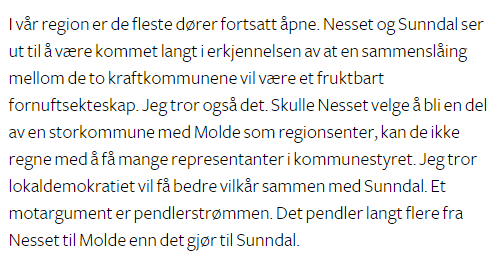 I vår region er de fleste dører fortsatt åpne. Nesset og Sunndal ser
ut til å være kommet langt i erkjennelsen av at en sammenslåing
mellom de to kraftkommunene vil være et fruktbart
fornuftsekteskap. Jeg tror også det. Skulle Nesset velge å bli en del
av en storkommune med Molde som regionsenter, kan de ikke
regne med å få mange representanter i kommunestyret. Jeg tror
lokaldemokratiet vil få bedre vilkår sammen med Sunndal. Et
motargument er pendlerstrømmen. Det pendler langt flere fra
Nesset til Molde enn det gjør til Sunndal.